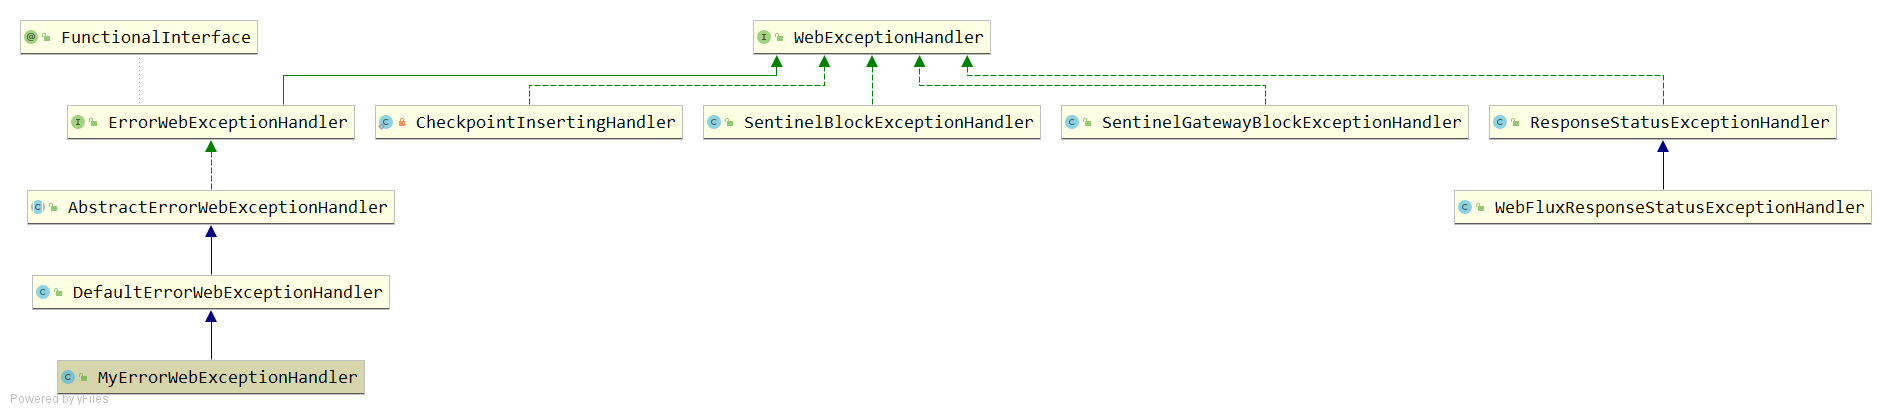 FunctionalInterface
WebExceptionHandler
ErrorWebExceptionHandler
CheckpointInsertingHandler
SentinelBlockExceptionHandler
SentinelGatewayBlockExceptionHandler
ResponseStatusExceptionHandler
AbstractErrorWebExceptionHandler
WebFluxResponseStatusExceptionHandler
DefaultErrorWebExceptionHandler
MyErrorWebExceptionHandler
Powered by yFiles